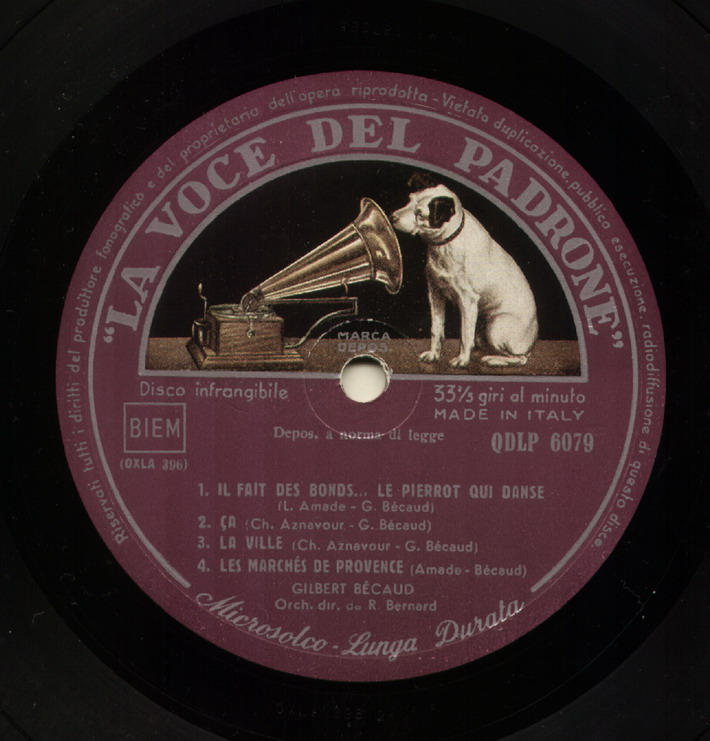 Riservati tutti i diritti del produttore fonografico e del proprietario dell'opera riprodotta - Vietata duplicazione, pubblica esecuzione, radiodiffusione di questo disco.
"LA VOCE DEL PADRONE"
MARCA
DEPOS.
Disco infrangibile
33⅓ giri al minuto
MADE IN ITALY
BIEM
Depos. a norma di legge
QDLP 6079
(OXLA 396)
1. IL FAIT DES BONDS... LE PIERROT QUI DANSE
(L. Amade - G. Bécaud)
2. ÇA (Ch. Aznavour - G. Bécaud)
3. LA VILLE (Ch. Aznavour - G. Bécaud)
4. LES MARCHÉS DE PROVENCE (Amade - Bécaud)
GILBERT BÉCAUD
Orch. dir. da R. Bernard
Microsolco - Lunga Durata